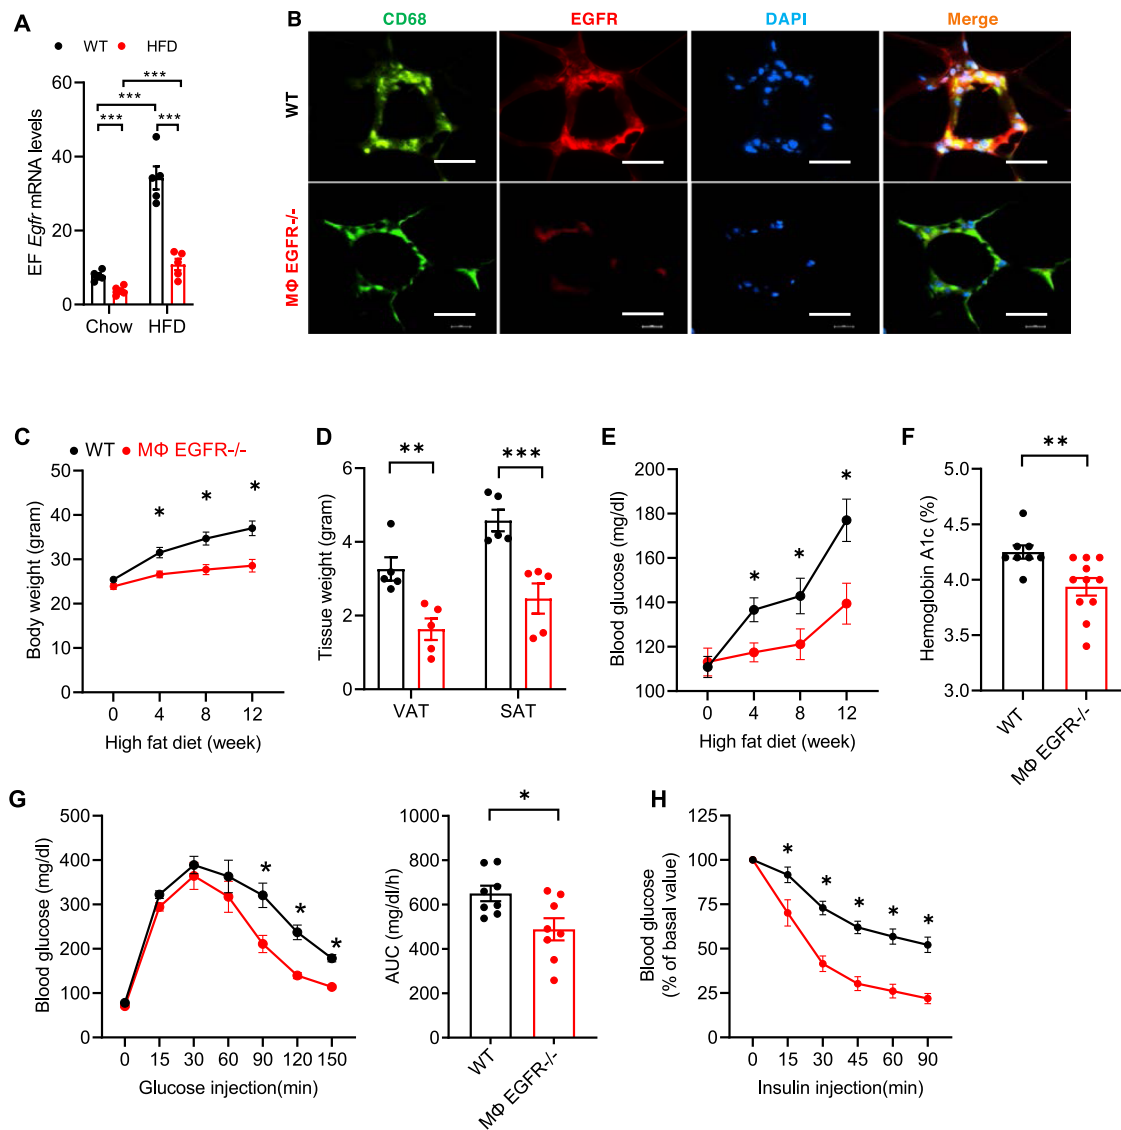 A
WT HFD
EF Egfr mRNA levels
60
40
20
0
***
***
***
***
Chow HFD
B
CD68 EGFR DAPI Merge
WT
MΦ EGFR-/-
C
WT MΦ EGFR-/-
Body weight (gram)
50
40
30
20
10
0
* * *
0 4 8 12
High fat diet (week)
D
Tissue weight (gram)
6
4
2
0
** ***
VAT SAT
E
Blood glucose (mg/dl)
200
180
160
140
120
100
* * *
0 4 8 12
High fat diet (week)
F
Hemoglobin A1c (%)
5.0
4.5
4.0
3.5
3.0
**
WT
MΦ EGFR-/-
G
Blood glucose (mg/dl)
500
400
300
200
100
0
* * *
0 15 30 60 90 120 150
Glucose injection(min)
AUC (mg/dl/h)
1000
800
600
400
200
0
*
WT
MΦ EGFR-/-
H
Blood glucose
(% of basal value)
125
100
75
50
25
0
* * * * *
0 15 30 45 60 90
Insulin injection(min)